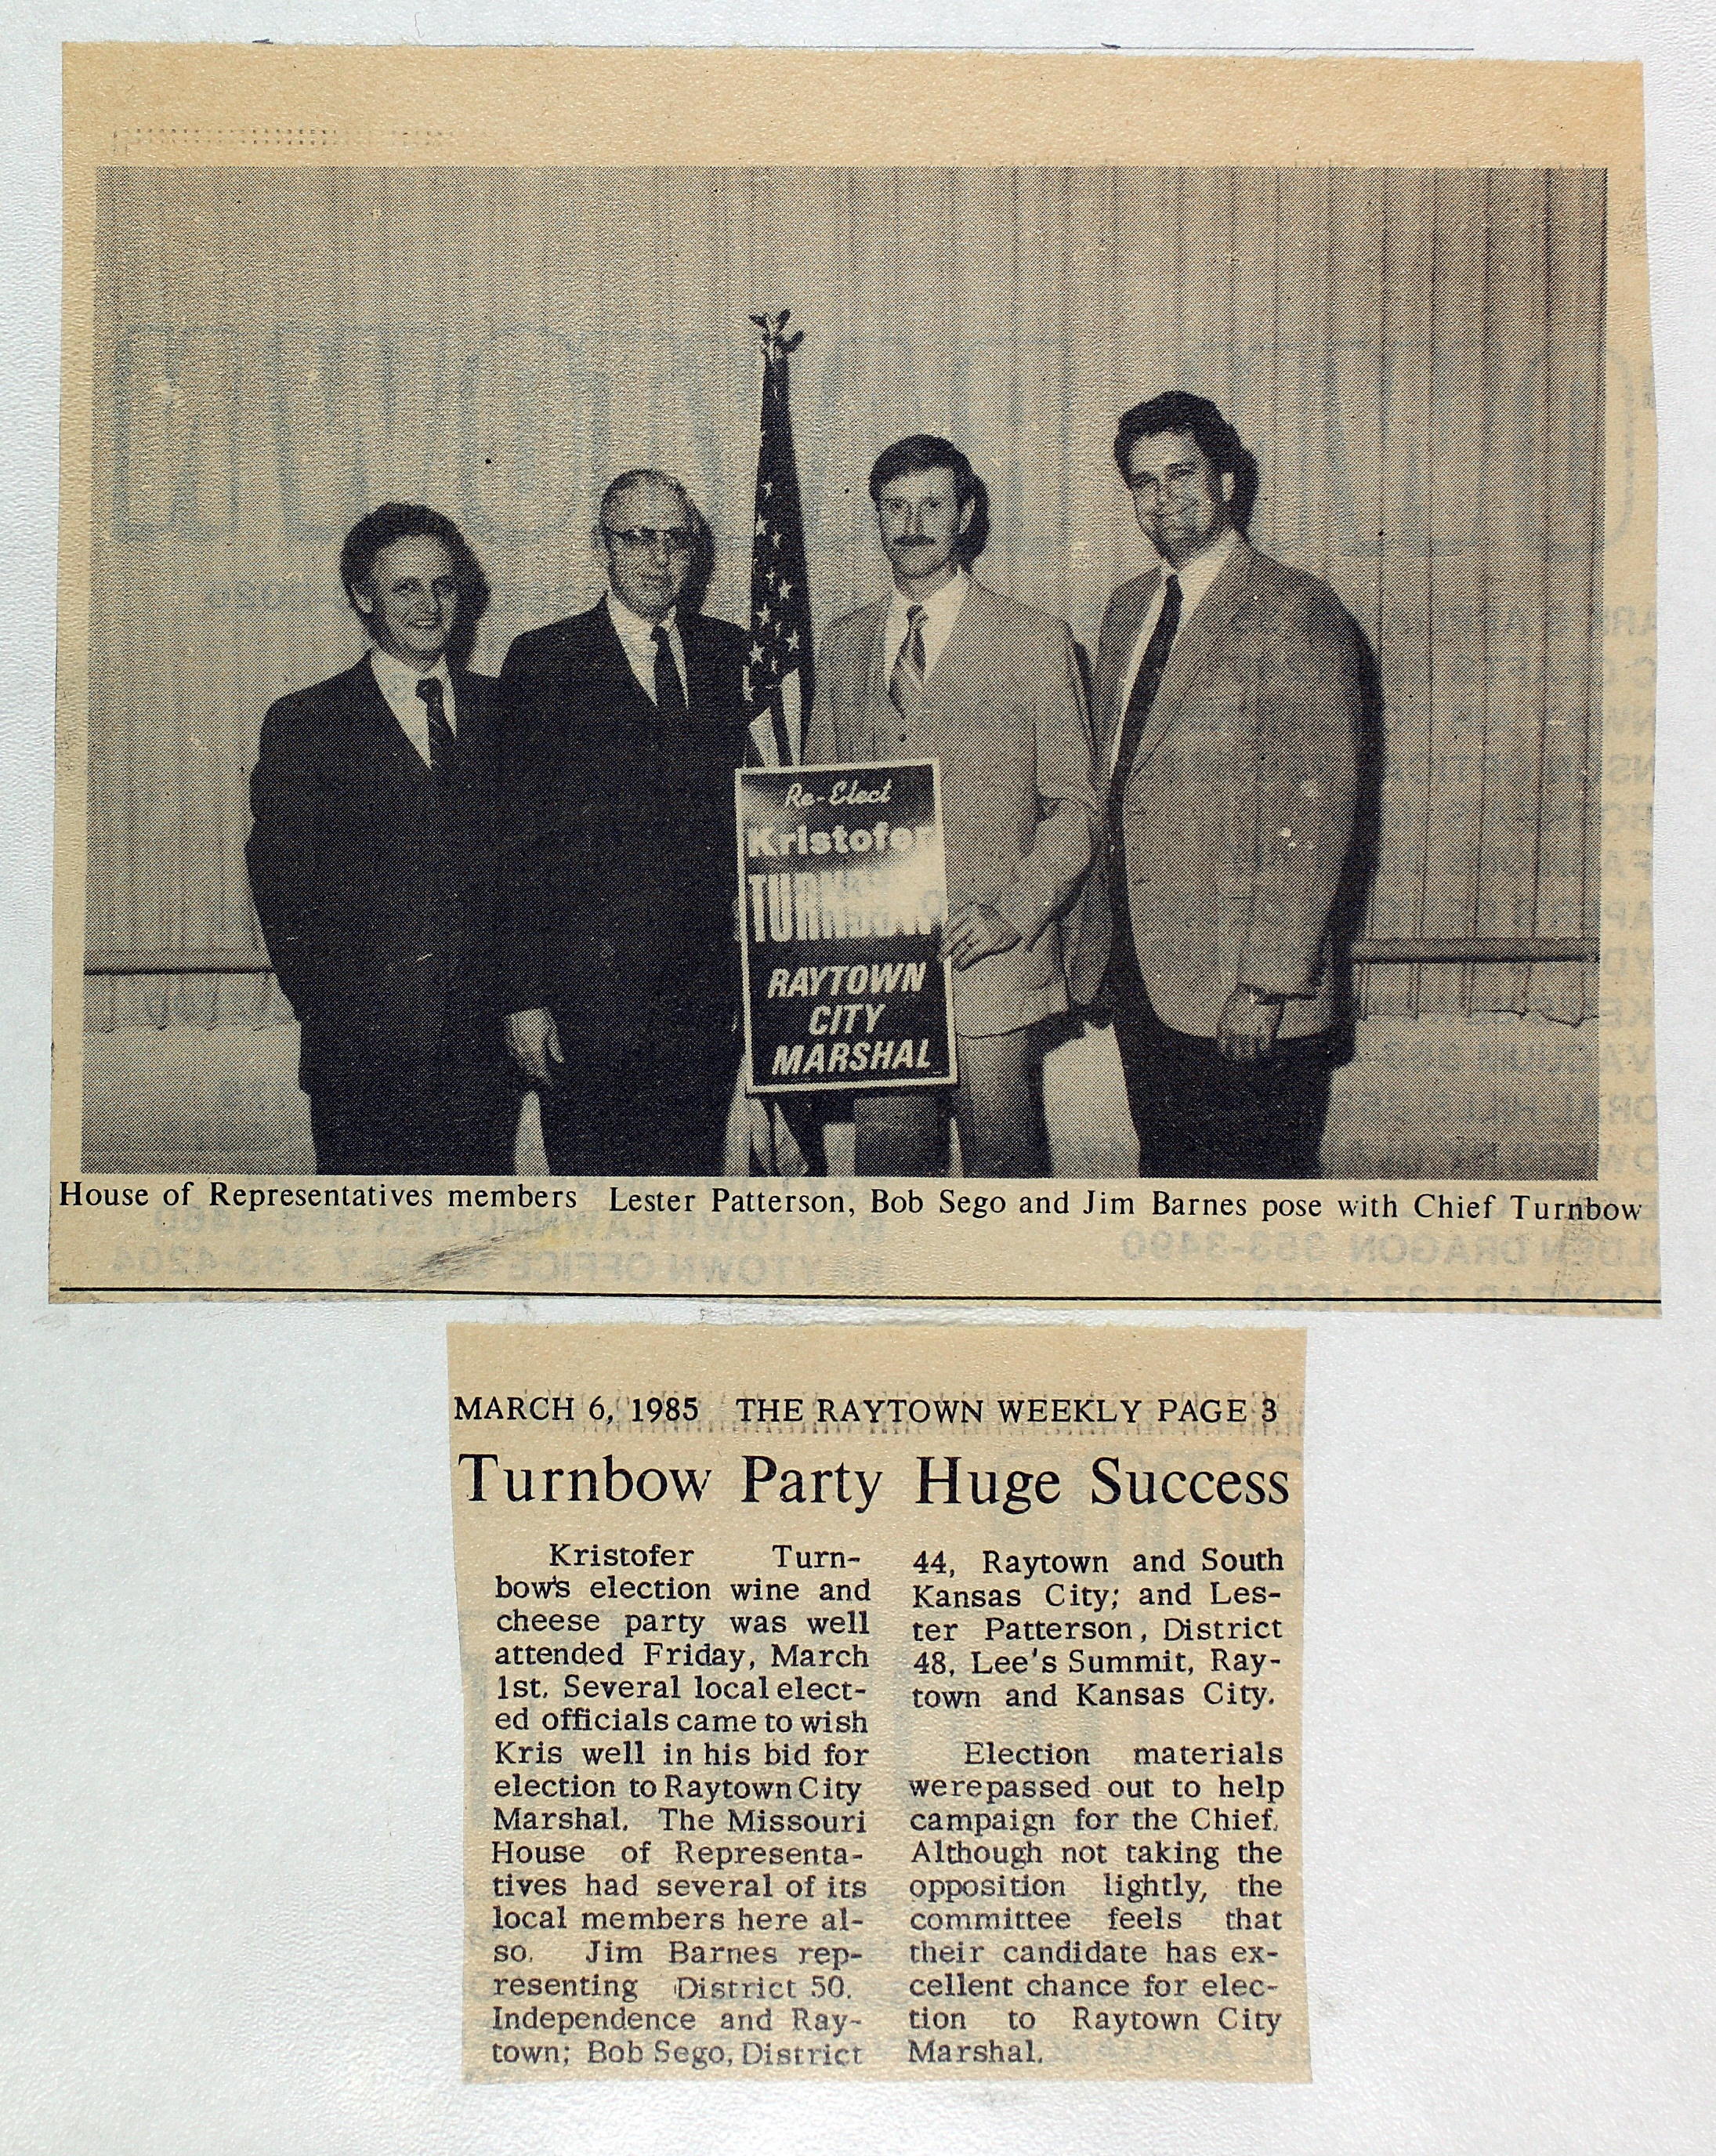 Re-Elect
Kristofer
TURNBOW
RAYTOWN
CITY
MARSHAL
House of Representatives members Lester Patterson, Bob Sego and Jim Barnes pose with Chief Turnbow
MARCH 6, 1985 THE RAYTOWN WEEKLY PAGE 3
Turnbow Party Huge Success
Kristofer Turn-
bow's election wine and
cheese party was well
attended Friday, March
1st. Several local elect-
ed officials came to wish
Kris well in his bid for
election to Raytown City
Marshal. The Missouri
House of Representa-
tives had several of its
local members here al-
so. Jim Barnes rep-
resenting District 50.
Independence and Ray-
town; Bob Sego, District
44, Raytown and South
Kansas City; and Les-
ter Patterson, District
48, Lee's Summit, Ray-
town and Kansas City.
Election materials
werepassed out to help
campaign for the Chief.
Although not taking the
opposition lightly, the
committee feels that
their candidate has ex-
cellent chance for elec-
tion to Raytown City
Marshal.